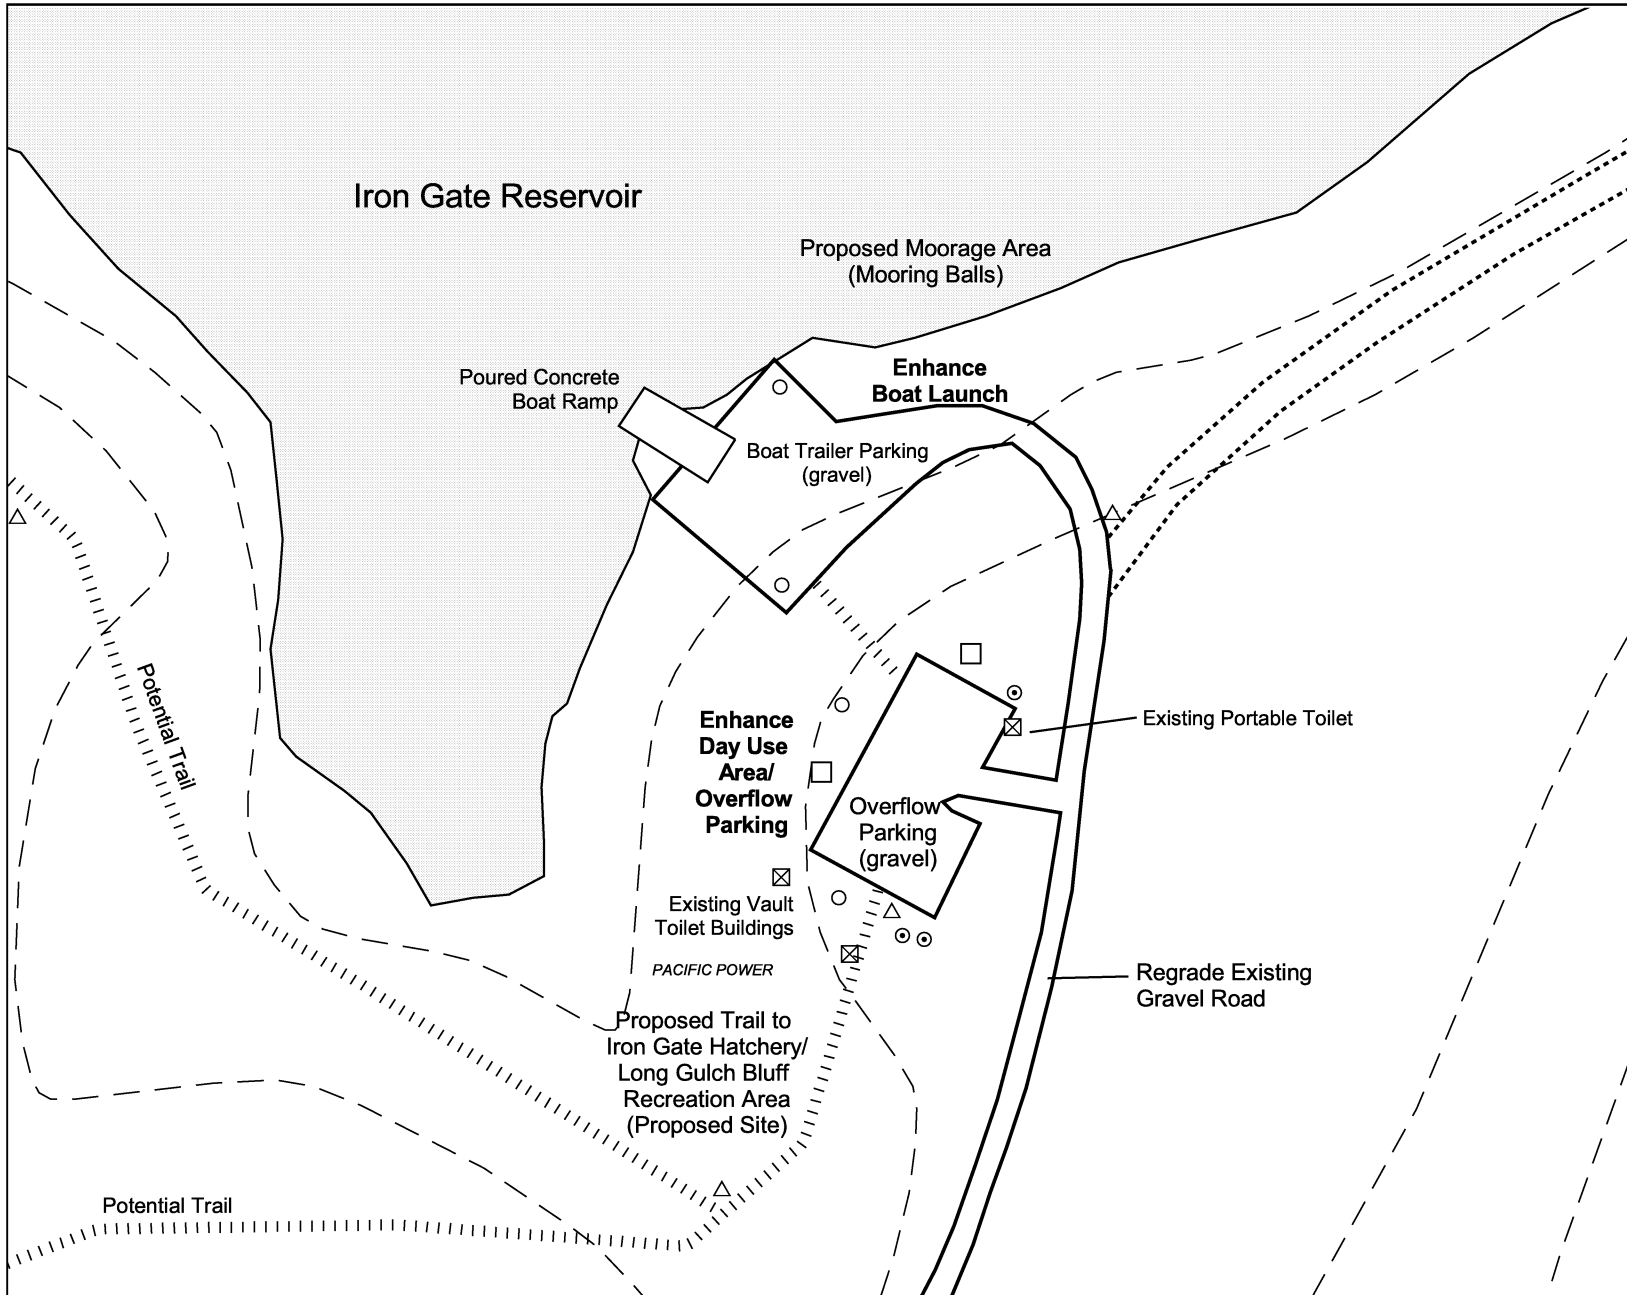 Iron Gate Reservoir
Proposed Moorage Area
(Mooring Balls)
Enhance
Boat Launch
Poured Concrete
Boat Ramp
Boat Trailer Parking
(gravel)
Potential Trail
Enhance
Day Use
Area/
Overflow
Parking
Existing Portable Toilet
Overflow
Parking
(gravel)
Existing Vault
Toilet Buildings
PACIFIC POWER
Regrade Existing
Gravel Road
Proposed Trail to
Iron Gate Hatchery/
Long Gulch Bluff
Recreation Area
(Proposed Site)
Potential Trail